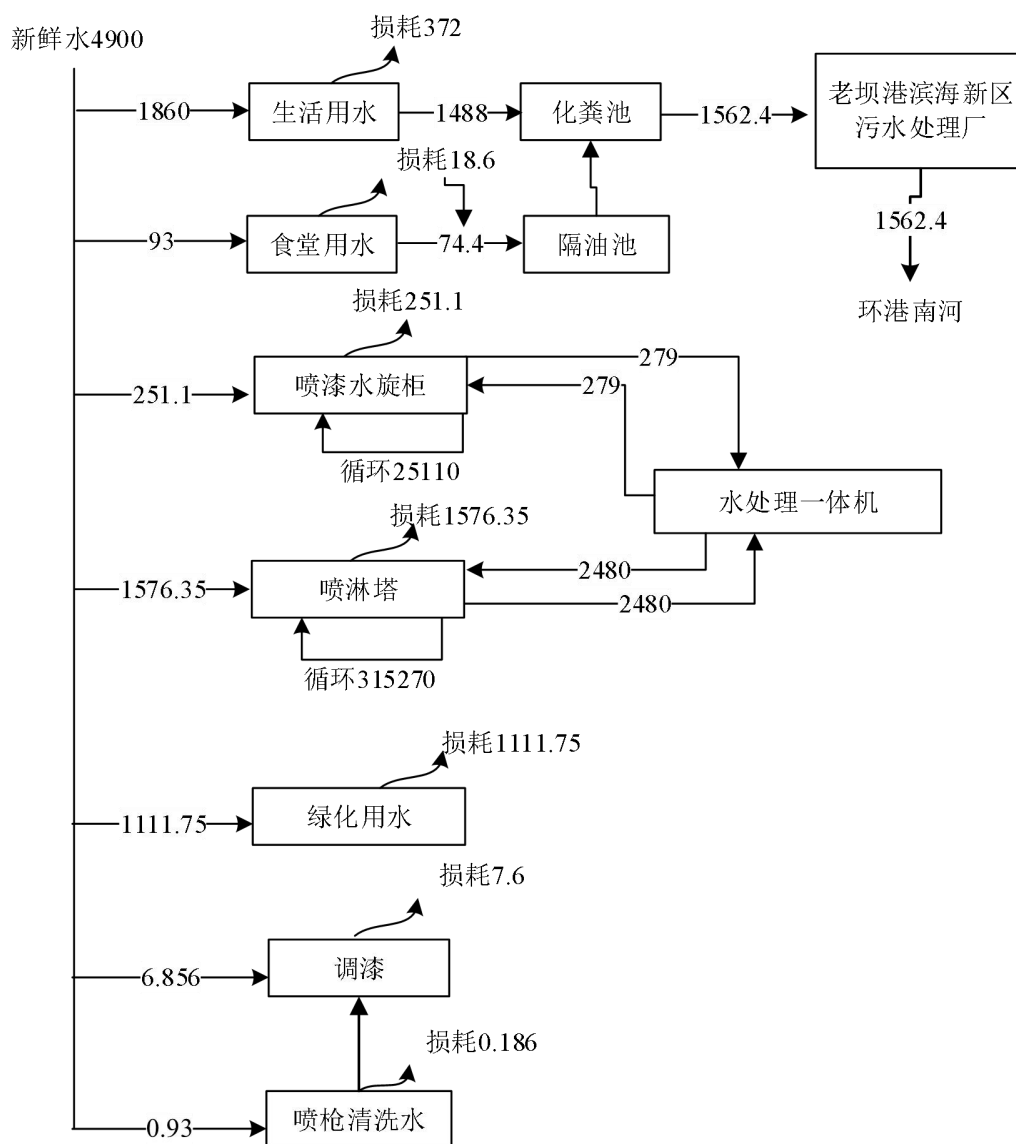 新鲜水4900
损耗372
1860
生活用水
1488
化粪池
1562.4
老坝港滨海新区
污水处理厂
损耗18.6
93
食堂用水
74.4
隔油池
1562.4
环港南河
损耗251.1
251.1
喷漆水旋柜
279
279
循环25110
水处理一体机
损耗1576.35
1576.35
喷淋塔
2480
2480
循环315270
损耗1111.75
1111.75
绿化用水
损耗7.6
6.856
调漆
损耗0.186
0.93
喷枪清洗水